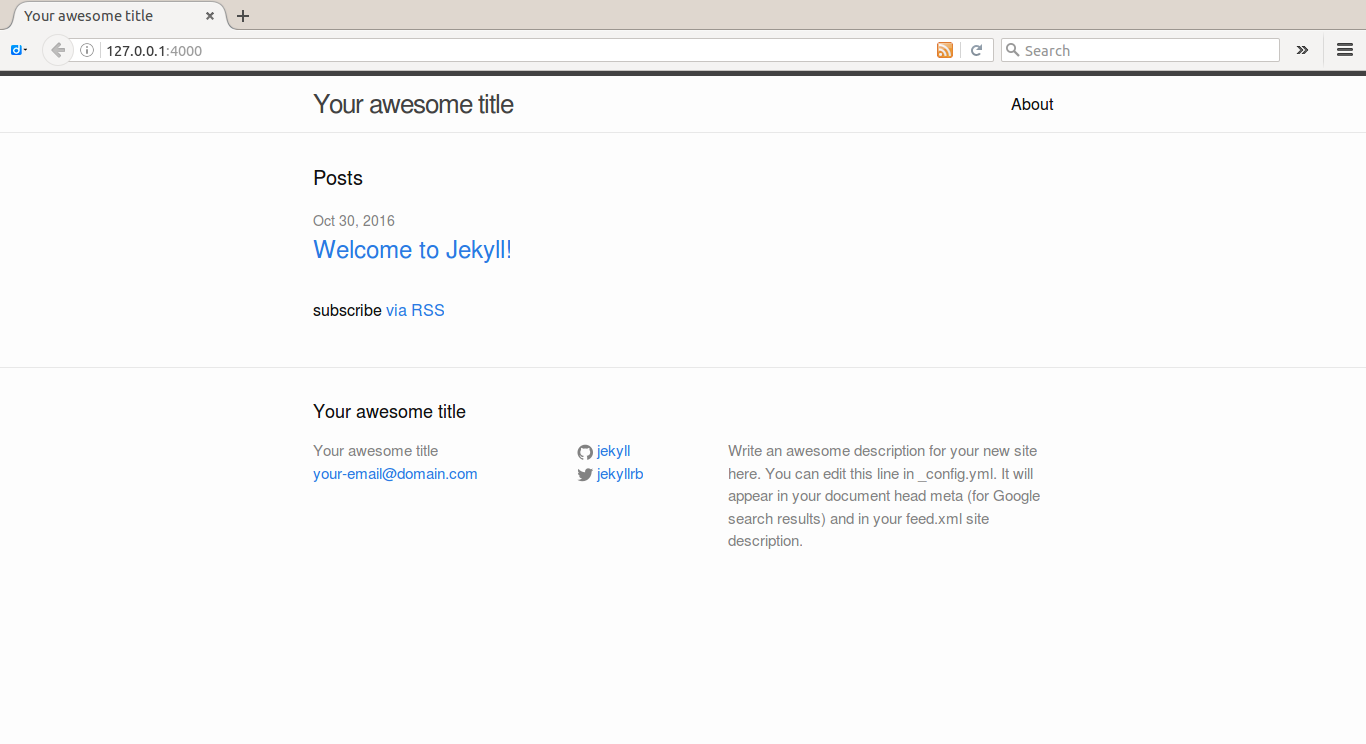 Your awesome title
127.0.0.1:4000
Search
Your awesome title
About
Posts
Oct 30, 2016
Welcome to Jekyll!
subscribe via RSS
Your awesome title
Your awesome title
your-email@domain.com
jekyll
jekyllrb
Write an awesome description for your new site
here. You can edit this line in _config.yml. It will
appear in your document head meta (for Google
search results) and in your feed.xml site
description.